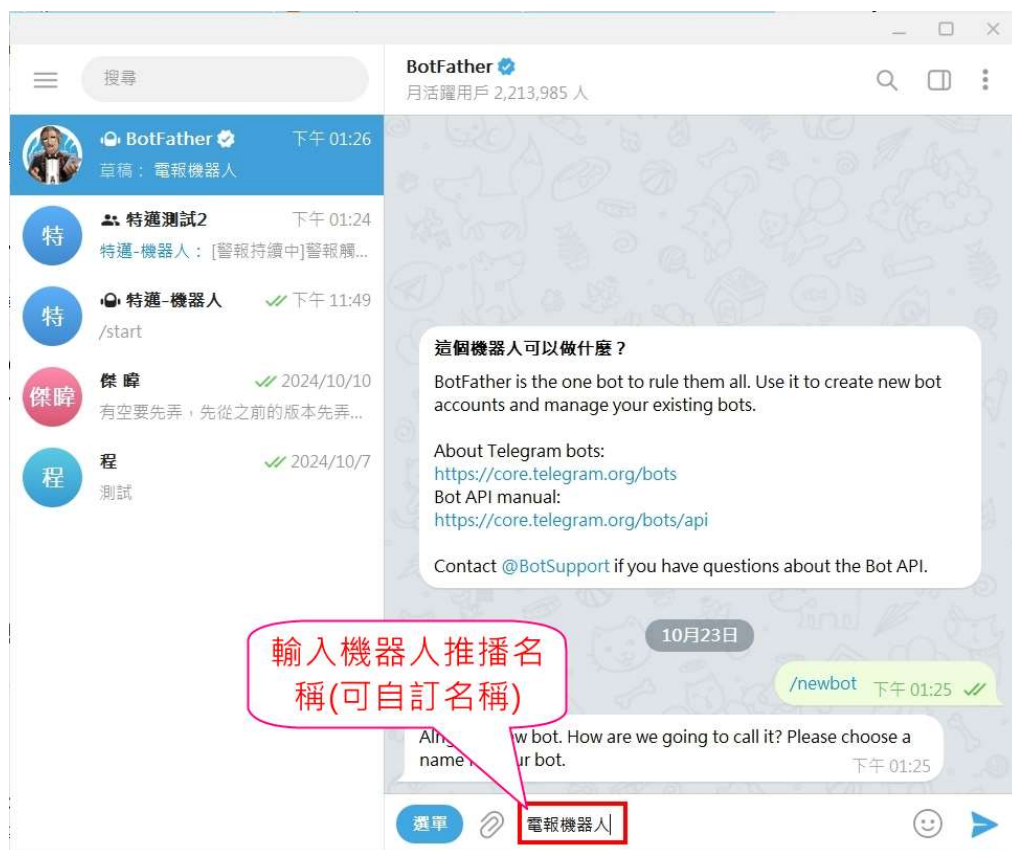 搜尋
BotFather
下午 01:26
草稿： 電報機器人
特
特邁測試2
下午 01:24
特邁-機器人： [警報持續中]警報觸...
特
特邁-機器人
下午 11:49
/start
傑暐
傑 暐
2024/10/10
有空要先弄，先從之前的版本先弄...
程
程
2024/10/7
測試
BotFather
月活躍用戶 2,213,985 人
這個機器人可以做什麼？
BotFather is the one bot to rule them all. Use it to create new bot
accounts and manage your existing bots.
About Telegram bots:
https://core.telegram.org/bots
Bot API manual:
https://core.telegram.org/bots/api
Contact @BotSupport if you have questions about the Bot API.
10月23日
/newbot 下午 01:25
輸入機器人推播名
稱(可自訂名稱)
w bot. How are we going to call it? Please choose a
name ur bot.
下午 01:25
選單
電報機器人